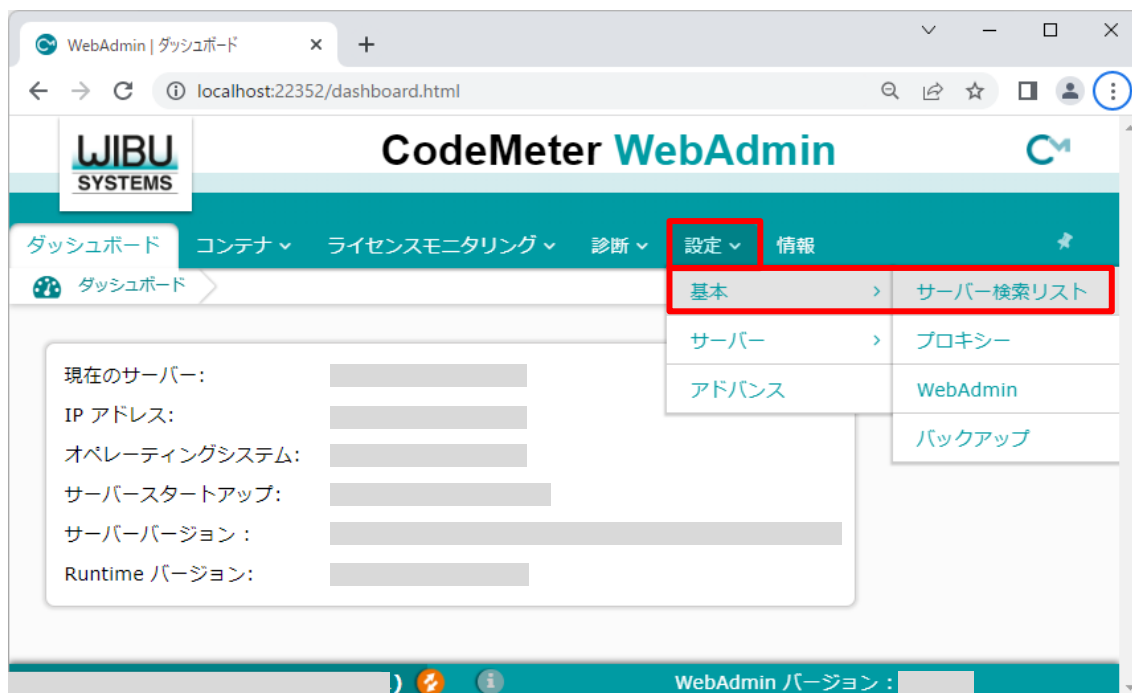 WebAdmin | ダッシュボード
localhost:22352/dashboard.html
WIBU
SYSTEMS
CodeMeter WebAdmin
ダッシュボード コンテナ ライセンスモニタリング 診断 設定 情報
ダッシュボード
基本
サーバー
アドバンス
サーバー検索リスト
プロキシー
WebAdmin
バックアップ
現在のサーバー:
IP アドレス:
オペレーティングシステム:
サーバースタートアップ:
サーバーバージョン :
Runtime バージョン:
) WebAdmin バージョン :